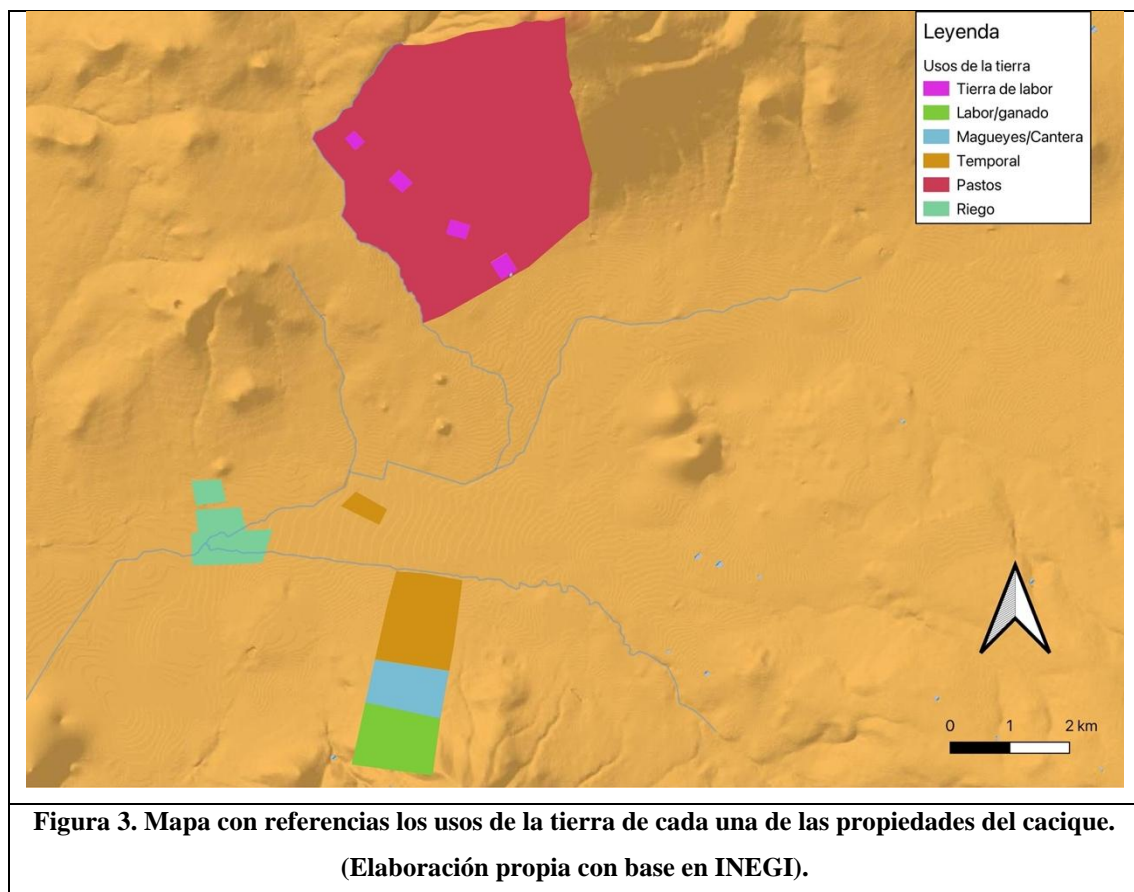 Leyenda
Usos de la tierra
Tierra de labor
Labor/ganado
Magueyes/Cantera
Temporal
Pastos
Riego
0 1 2 km
Figura 3. Mapa con referencias los usos de la tierra de cada una de las propiedades del cacique.
(Elaboración propia con base en INEGI).